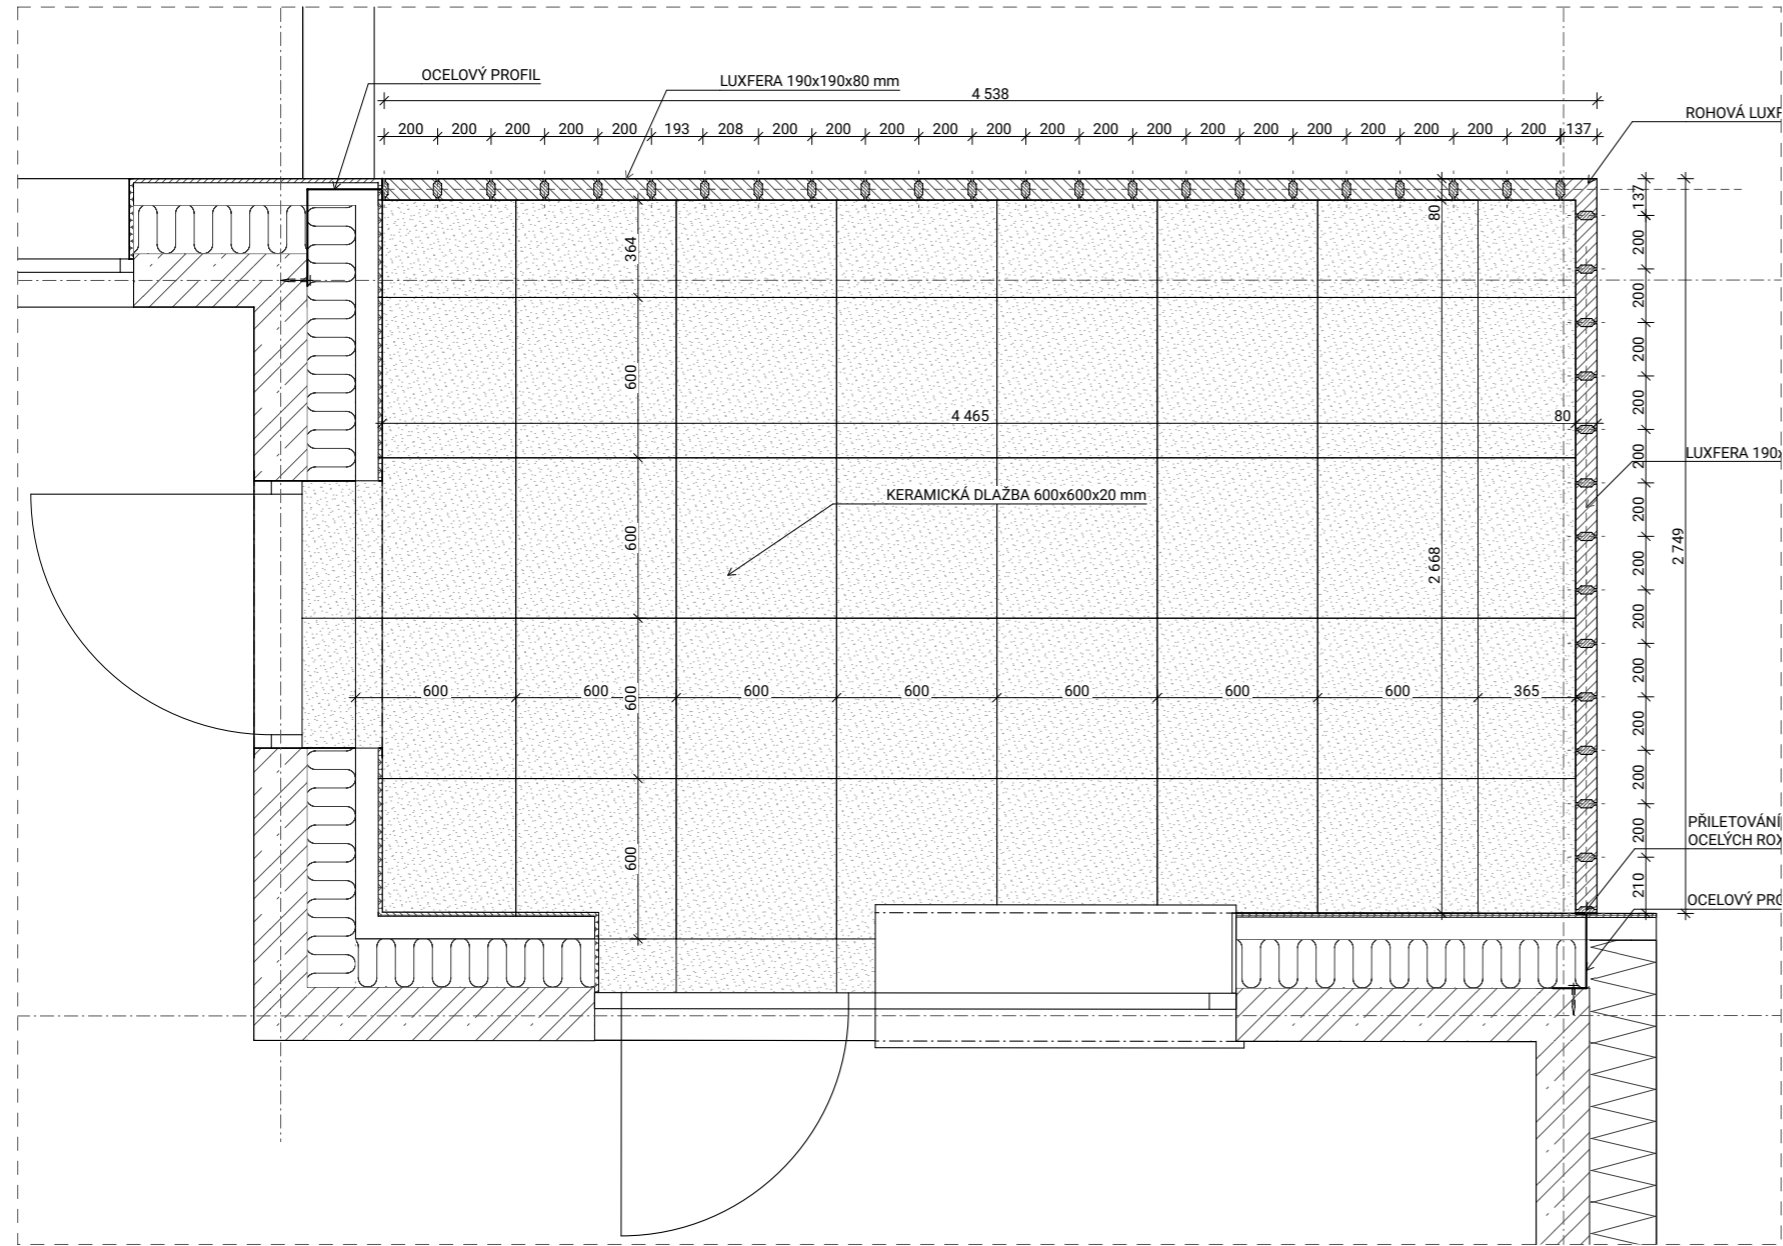 OCELOVÝ PROFIL
LUXFERA 190x190x80 mm
4 538
ROHOVÁ LUXF
200 200 200 200 200 193 208 200 200 200 200 200 200 200 200 200 200 200 200 200 200 200 137
137
80
364
200
200
200
600
200
4 465
80
200
LUXFERA 190x
KERAMICKÁ DLAŽBA 600x600x20 mm
200
600
2 668
200
2 749
200
200
600 600 600 600 600 600 600 365
600
200
200
PŘILETOVÁNÍ
OCELÝCH ROX
200
600
210
OCELOVÝ PRO